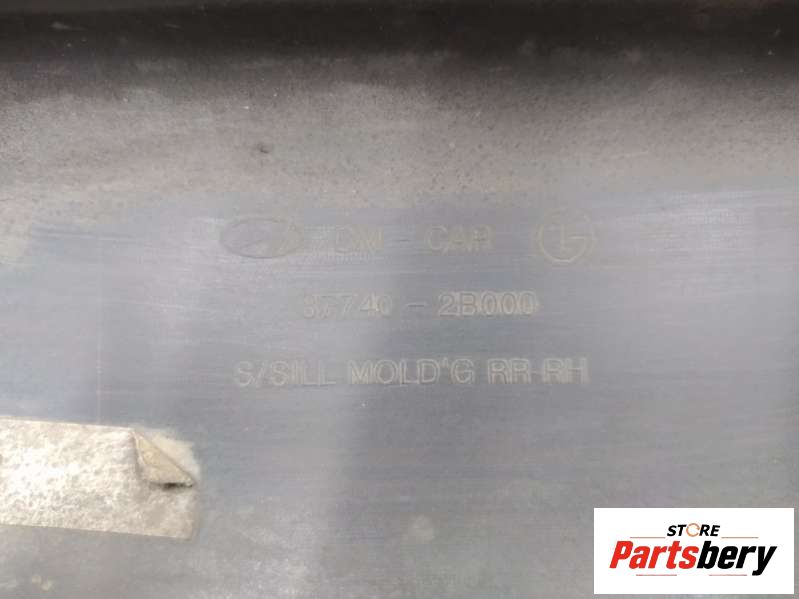 CM - CAR
87740 - 2B000
S/SILL MOLD'G RR RH
STORE
Partsbery